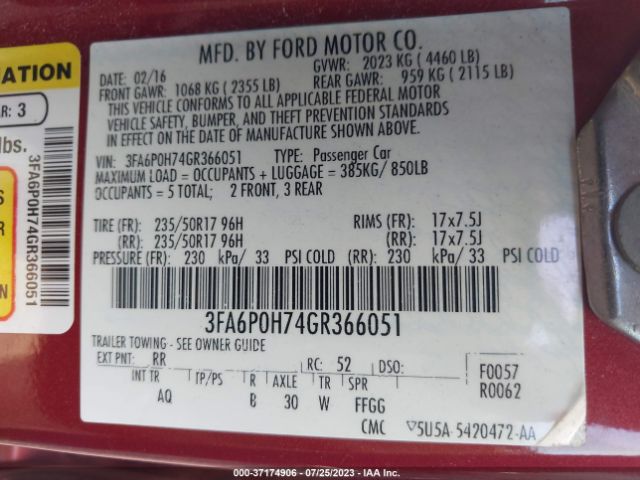 MFD. BY FORD MOTOR CO.
02/16 GVWR: 2023 KG (4460 LB)
FRONT GAWR: 1068 KG (2355 LB) REAR GAWR: 959 KG (2115 LB)
THIS VEHICLE CONFORMS TO ALL APPLICABLE FEDERAL MOTOR
VEHICLE SAFETY, BUMPER, AND THEFT PREVENTION STANDARDS
IN EFFECT ON THE DATE OF MANUFACTURE SHOWN ABOVE.
VIN: 3FA6P0H74GR366051 TYPE: Passenger Car
MAXIMUM LOAD = OCCUPANTS + LUGGAGE = 385KG/ 850LB
OCCUPANTS = 5 TOTAL; 2 FRONT, 3 REAR
TIRE (FR): 235/50R17 96H RIMS (FR): 17x7.5J
(RR): 235/50R17 96H (RR): 17x7.5J
PRESSURE (FR): 230 kPa/ 33 PSI COLD (RR): 230 kPa/ 33 PSI COLD
3FA6P0H74GR366051
TRAILER TOWING - SEE OWNER GUIDE
EXT PNT: RR RC: 52 DSO: F0057
INT TR TP/PS R AXLE TR SPR R0062
AQ B 30 W FFGG
CMC 5U5A-5420472-AA
NATION
AR: 3
lbs.
3FA6P0H74GR366051
S
R
N
000-37174906 - 07/25/2023 - IAA Inc.